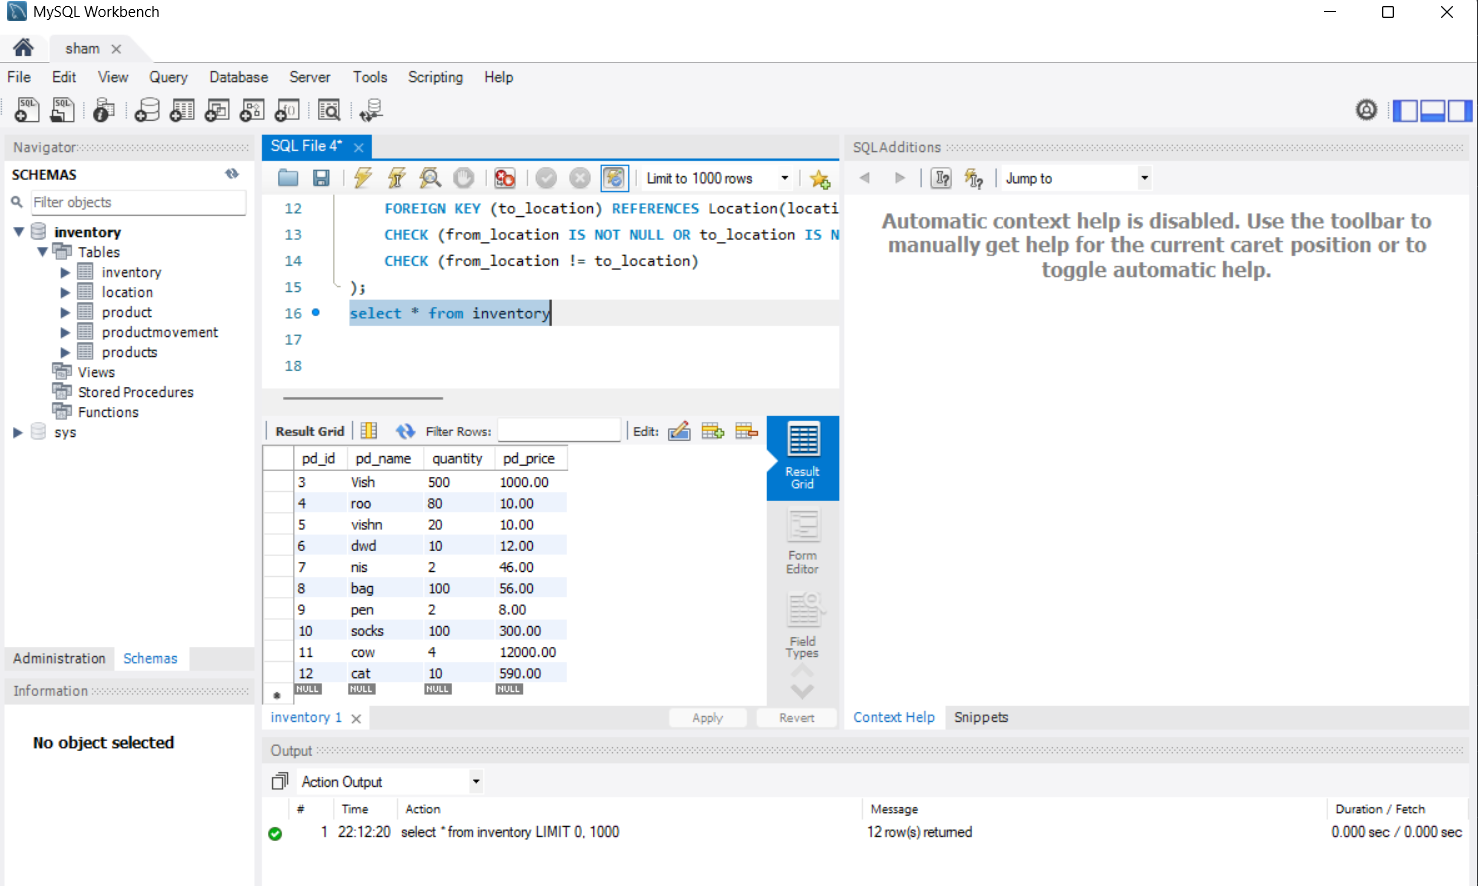 MySQL Workbench
sham
File Edit View Query Database Server Tools Scripting Help
Navigator
SCHEMAS
Filter objects
inventory
Tables
inventory
location
product
productmovement
products
Views
Stored Procedures
Functions
sys
Administration Schemas
Information
No object selected
SQL File 4*
Limit to 1000 rows
12 FOREIGN KEY (to_location) REFERENCES Location(locati
13 CHECK (from_location IS NOT NULL OR to_location IS N
14 CHECK (from_location != to_location)
15 );
16 select * from inventory
17
18
Result Grid Filter Rows: Edit:
pd_id pd_name quantity pd_price
3 Vish 500 1000.00
4 roo 80 10.00
5 vishn 20 10.00
6 dwd 10 12.00
7 nis 2 46.00
8 bag 100 56.00
9 pen 2 8.00
10 socks 100 300.00
11 cow 4 12000.00
12 cat 10 590.00
NULL NULL NULL NULL
Result
Grid
Form
Editor
Field
Types
inventory 1 Apply Revert
SQLAdditions
Jump to
Automatic context help is disabled. Use the toolbar to
manually get help for the current caret position or to
toggle automatic help.
Context Help Snippets
Output
Action Output
# Time Action Message Duration / Fetch
1 22:12:20 select * from inventory LIMIT 0, 1000 12 row(s) returned 0.000 sec / 0.000 sec